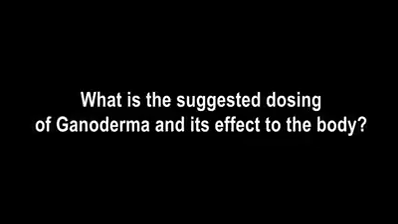 What is the suggested dosing
of Ganoderma and its effect to the body?